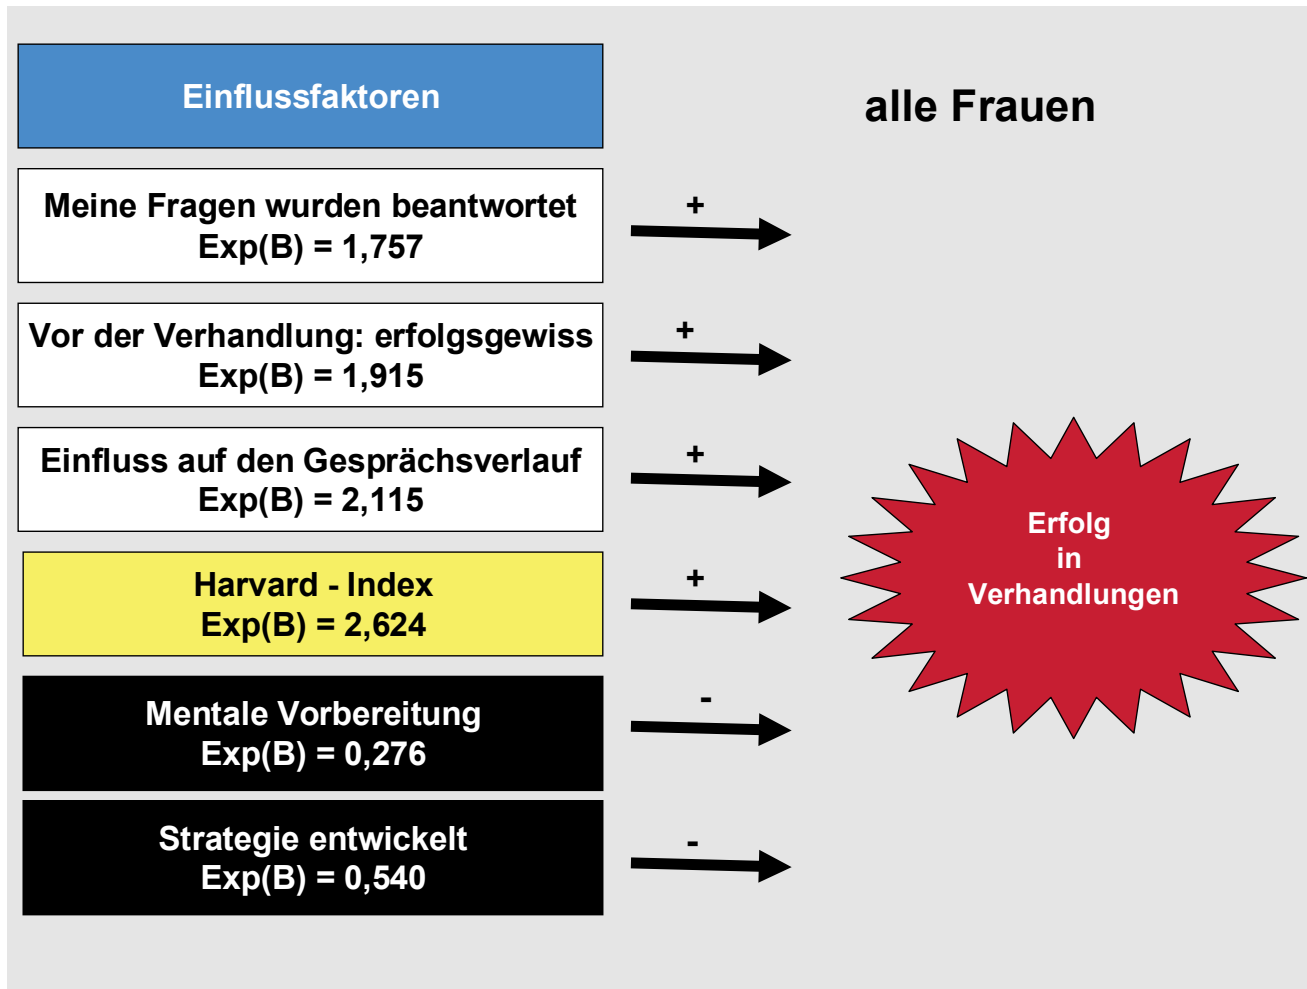 Einflussfaktoren
alle Frauen
Meine Fragen wurden beantwortet
Exp(B) = 1,757
+
Vor der Verhandlung: erfolgsgewiss
Exp(B) = 1,915
+
Einfluss auf den Gesprächsverlauf
Exp(B) = 2,115
+
Harvard - Index
Exp(B) = 2,624
+
Mentale Vorbereitung
Exp(B) = 0,276
-
Strategie entwickelt
Exp(B) = 0,540
-
Erfolg
in
Verhandlungen